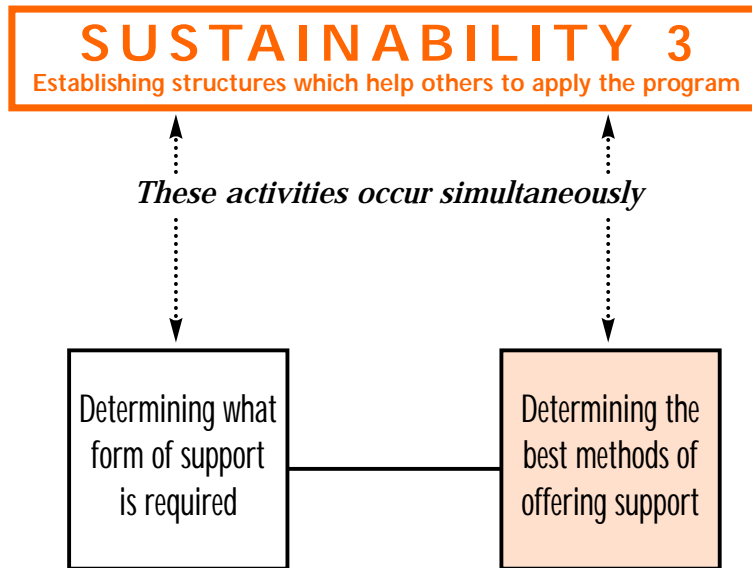 SUSTAINABILITY 3
Establishing structures which help others to apply the program
These activities occur simultaneously
Determining what
form of support
is required
Determining the
best methods of
offering support